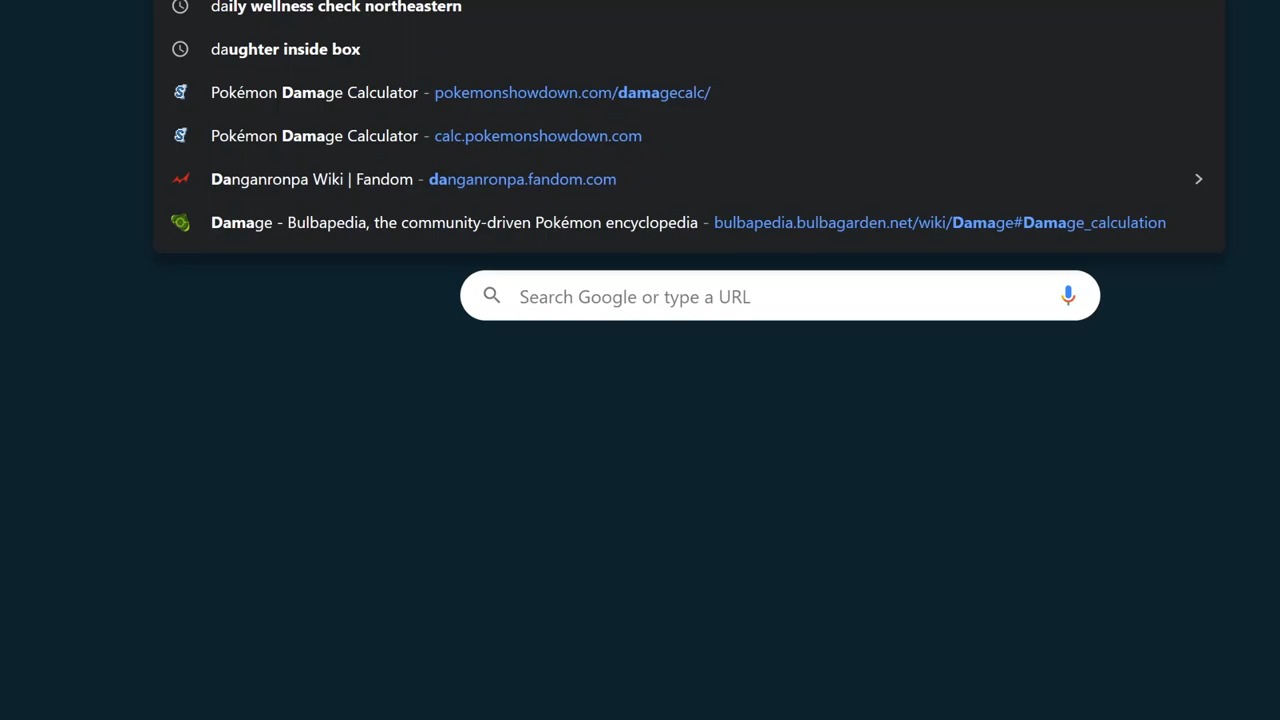 daily wellness check northeastern
daughter inside box
Pokémon Damage Calculator - pokemonshowdown.com/damagecalc/
Pokémon Damage Calculator - calc.pokemonshowdown.com
Danganronpa Wiki | Fandom - danganronpa.fandom.com
Damage - Bulbapedia, the community-driven Pokémon encyclopedia - bulbapedia.bulbagarden.net/wiki/Damage#Damage_calculation
Search Google or type a URL